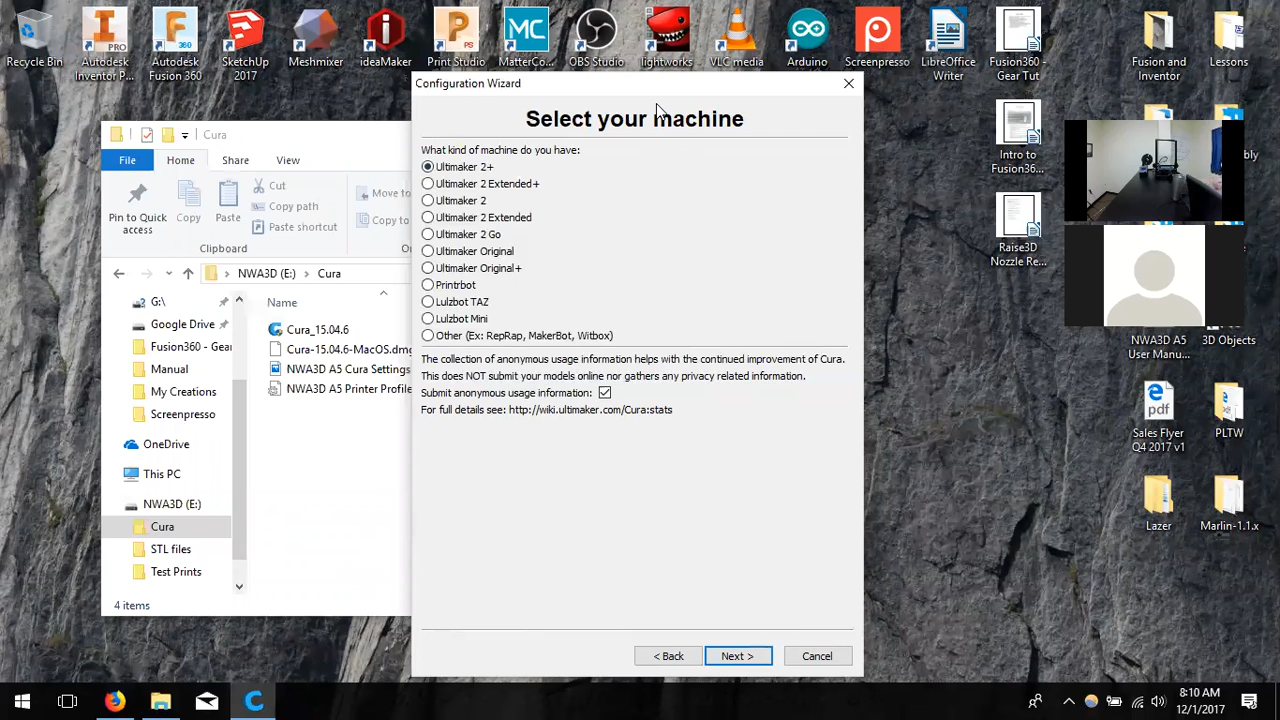 Recycle Bin
Autodesk
Inventor P...
Autodesk
Fusion 360
SketchUp
2017
Meshmixer
ideaMaker
Print Studio
MatterCo...
OBS Studio
lightworks
VLC media
Arduino
Screenpresso
LibreOffice
Writer
Fusion360
- Gear Tut
Fusion and
Inventor
Lessons
Configuration Wizard
Select your machine
What kind of machine do you have:
Ultimaker 2+
Ultimaker 2 Extended+
Ultimaker 2
Ultimaker 2 Extended
Ultimaker 2 Go
Ultimaker Original
Ultimaker Original+
Printrbot
Lulzbot TAZ
Lulzbot Mini
Other (Ex: RepRap, MakerBot, Witbox)
The collection of anonymous usage information helps with the continued improvement of Cura.
This does NOT submit your models online nor gathers any privacy related information.
Submit anonymous usage information:
For full details see: http://wiki.ultimaker.com/Cura:stats
< Back
Next >
Cancel
Cura
File
Home
Share
View
Pin to Quick
access
Copy
Paste
Cut
Copy path
Paste shortcut
Move to
Copy to
Clipboard
NWA3D (E:) > Cura
G:\
Google Drive
Fusion360 - Gear
Manual
My Creations
Screenpresso
OneDrive
This PC
NWA3D (E:)
Cura
STL files
Test Prints
Name
Cura_15.04.6
Cura-15.04.6-MacOS.dmg
NWA3D A5 Cura Settings
NWA3D A5 Printer Profile
4 items
Intro to
Fusion36...
Raise3D
Nozzle Re...
NWA3D A5
User Manu...
3D Objects
Sales Flyer
Q4 2017 v1
PLTW
Lazer
Marlin-1.1.x
8:10 AM
12/1/2017